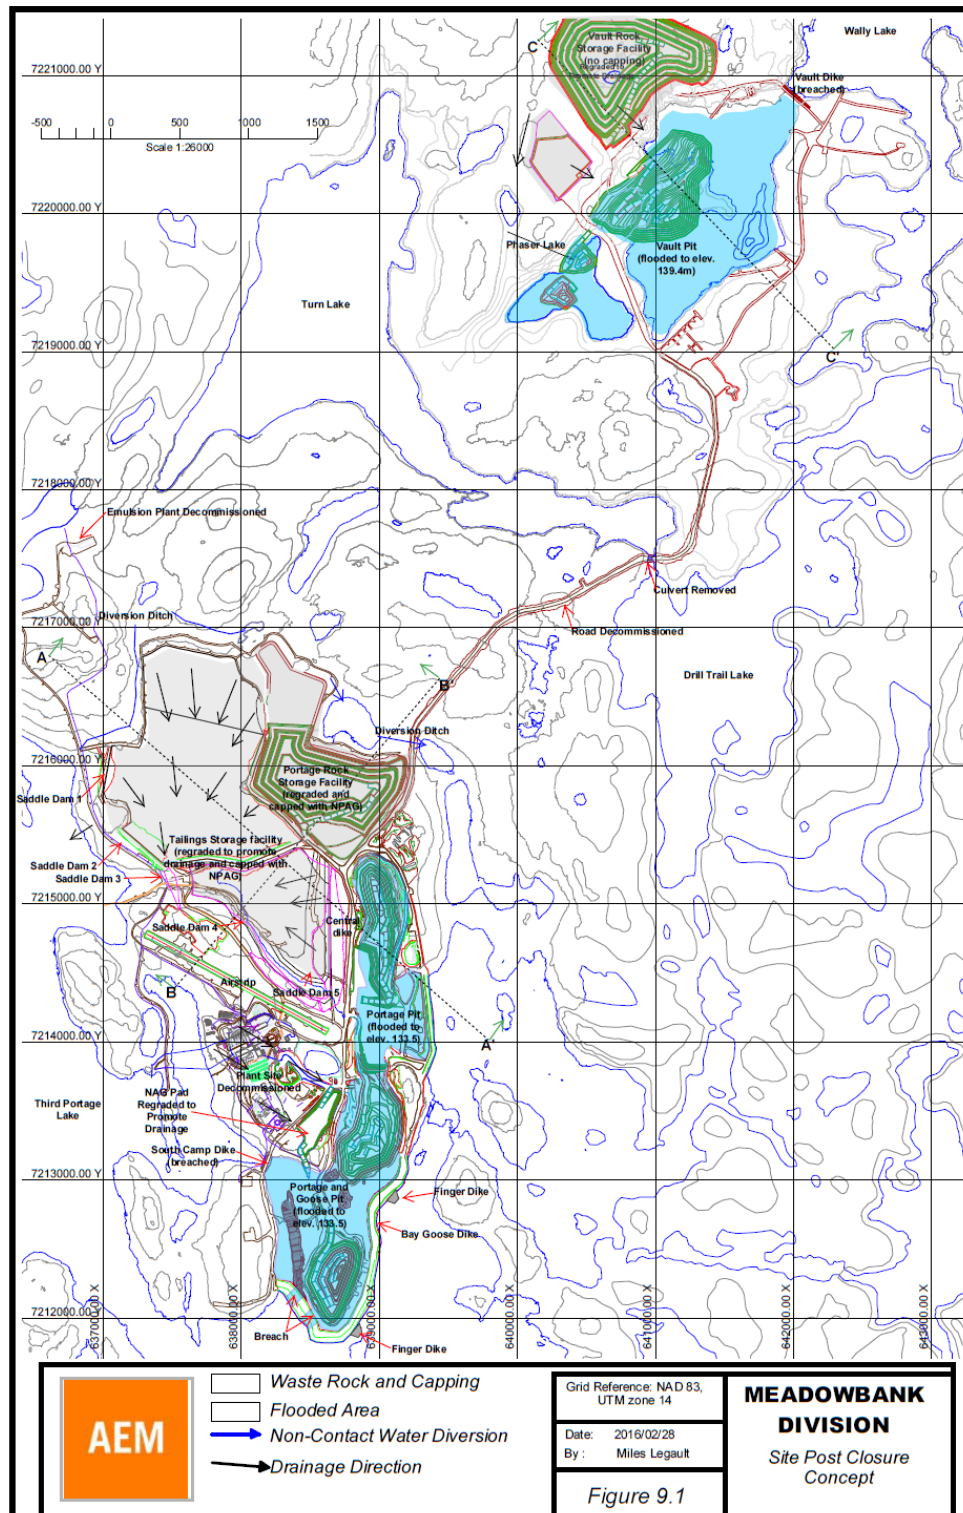 Wally Lake
C
Vault Rock
Storage Facility
(no capping)
Regraded to
Promote Drainage
7221000.00 Y
Vault Dike
(breached)
-500 0 500 1000 1500
Scale 1:26000
7220000.00 Y
Phaser Lake
Vault Pit
(flooded to elev.
139.4m)
Turn Lake
7219000.00 Y
C'
7218000.00 Y
Emulsion Plant Decommissioned
Culvert Removed
Diversion Ditch
7217000.00 Y
Road Decommissioned
A
Drill Trail Lake
B'
Diversion Ditch
7216000.00 Y
Portage Rock
Storage Facility
(regraded and
capped with NPAG)
Saddle Dam 1
Tailings Storage facility
(regraded to promote
drainage and capped with
NPAG)
Saddle Dam 2
Saddle Dam 3
7215000.00 Y
Saddle Dam 4
Central
dike
Airstrip
B
Saddle Dam 5
Portage Pit
(flooded to
elev. 133.5)
7214000.00 Y
A'
Plant Site
Decommissioned
NAG Pad
Regraded to
Promote
Drainage
Third Portage
Lake
South Camp Dike
(breached)
7213000.00 Y
Portage and
Goose Pit
(flooded to
elev. 133.5)
Finger Dike
Bay Goose Dike
7212000.00 Y
637000.00 X
638000.00 X
639000.00 X
640000.00 X
641000.00 X
642000.00 X
643000.00 X
Breach
Finger Dike
AEM
Waste Rock and Capping
Flooded Area
Non-Contact Water Diversion
Drainage Direction
Grid Reference: NAD 83,
UTM zone 14
Date: 2016/02/28
By : Miles Legault
Figure 9.1
MEADOWBANK
DIVISION
Site Post Closure
Concept